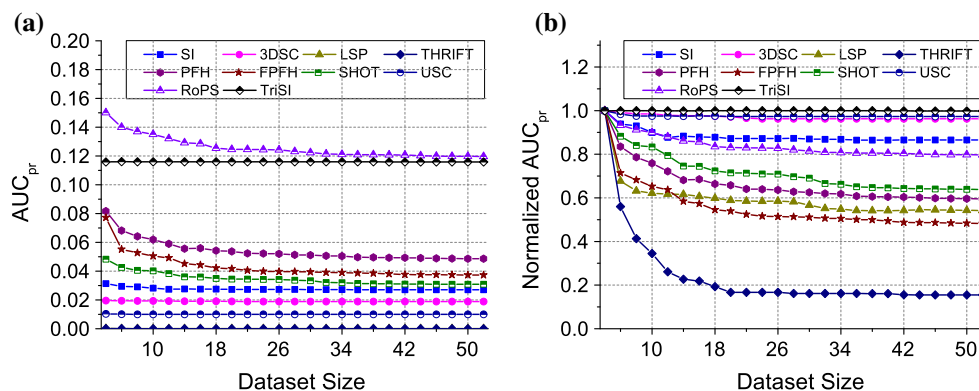 (a)
0.20
0.18
0.16
0.14
0.12
0.10
0.08
0.06
0.04
0.02
0.00
AUCpr
SI 3DSC LSP THRIFT
PFH FPFH SHOT USC
RoPS TriSI
10 18 26 34 42 50
Dataset Size
(b)
1.2
1.0
0.8
0.6
0.4
0.2
0.0
Normalized AUCpr
SI 3DSC LSP THRIFT
PFH FPFH SHOT USC
RoPS TriSI
10 18 26 34 42 50
Dataset Size